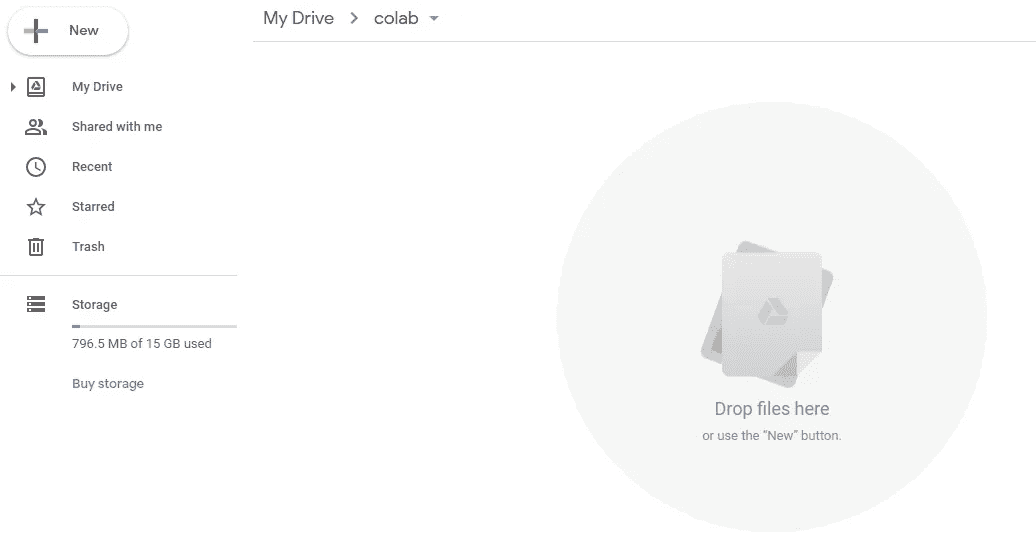 New
My Drive
Shared with me
Recent
Starred
Trash
Storage
796.5 MB of 15 GB used
Buy storage
My Drive > colab
Drop files here
or use the “New” button.